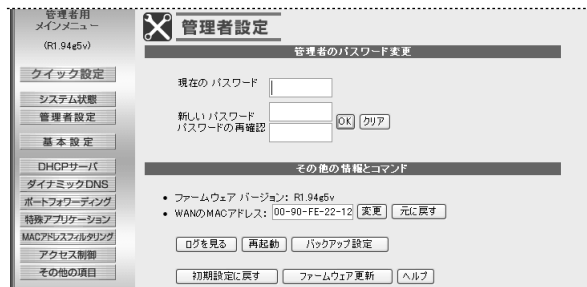 管理者用
メインメニュー
(R1.94g5v)
クイック設定
システム状態
管理者設定
基本設定
DHCPサーバ
ダイナミックDNS
ポートフォワーディング
特殊アプリケーション
MACアドレスフィルタリング
アクセス制御
その他の項目
管理者設定
管理者のパスワード変更
現在の パスワード
新しい パスワード
パスワードの再確認
OK クリア
その他の情報とコマンド
• ファームウェア バージョン: R1.94g5v
• WANのMACアドレス: 00-90-FE-22-12 変更 元に戻す
ログを見る 再起動 バックアップ設定
初期設定に戻す ファームウェア更新 ヘルプ